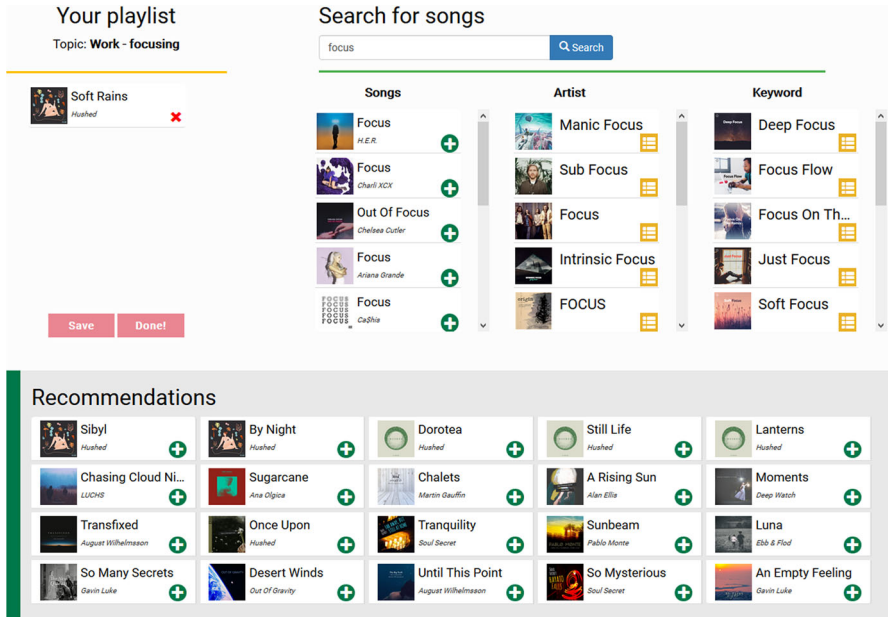 Your playlist
Topic: Work - focusing
Soft Rains
Hushed
Save Done!
Search for songs
focus
Search
Songs
Focus
H.E.R.
Focus
Charli XCX
Out Of Focus
Chelsea Cutler
Focus
Ariana Grande
Focus
Ca$his
Artist
Manic Focus
Sub Focus
Focus
Intrinsic Focus
FOCUS
Keyword
Deep Focus
Focus Flow
Focus On Th...
Just Focus
Soft Focus
Recommendations
Sibyl
Hushed
By Night
Hushed
Dorotea
Hushed
Still Life
Hushed
Lanterns
Hushed
Chasing Cloud Ni...
LUCHS
Sugarcane
Ana Olgica
Chalets
Martin Gauffin
A Rising Sun
Alan Ellis
Moments
Deep Watch
Transfixed
August Wilhelmsson
Once Upon
Hushed
Tranquility
Soul Secret
Sunbeam
Pablo Monte
Luna
Ebb & Flod
So Many Secrets
Gavin Luke
Desert Winds
Out Of Gravity
Until This Point
August Wilhelmsson
So Mysterious
Soul Secret
An Empty Feeling
Gavin Luke